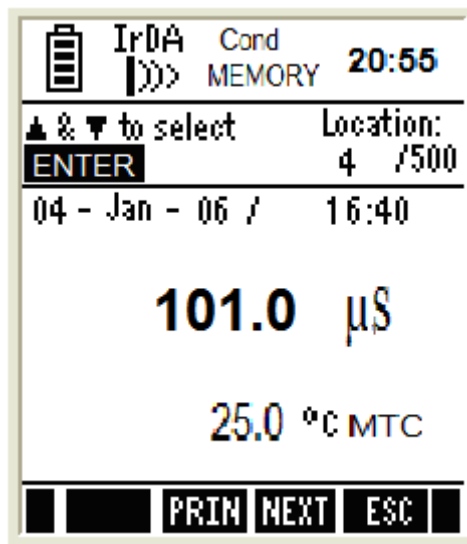 IrDA Cond
MEMORY 20:55
▲ & ▼ to select Location:
ENTER 4 /500
04 - Jan - 06 / 16:40
101.0 µS
25.0 °C MTC
PRIN NEXT ESC